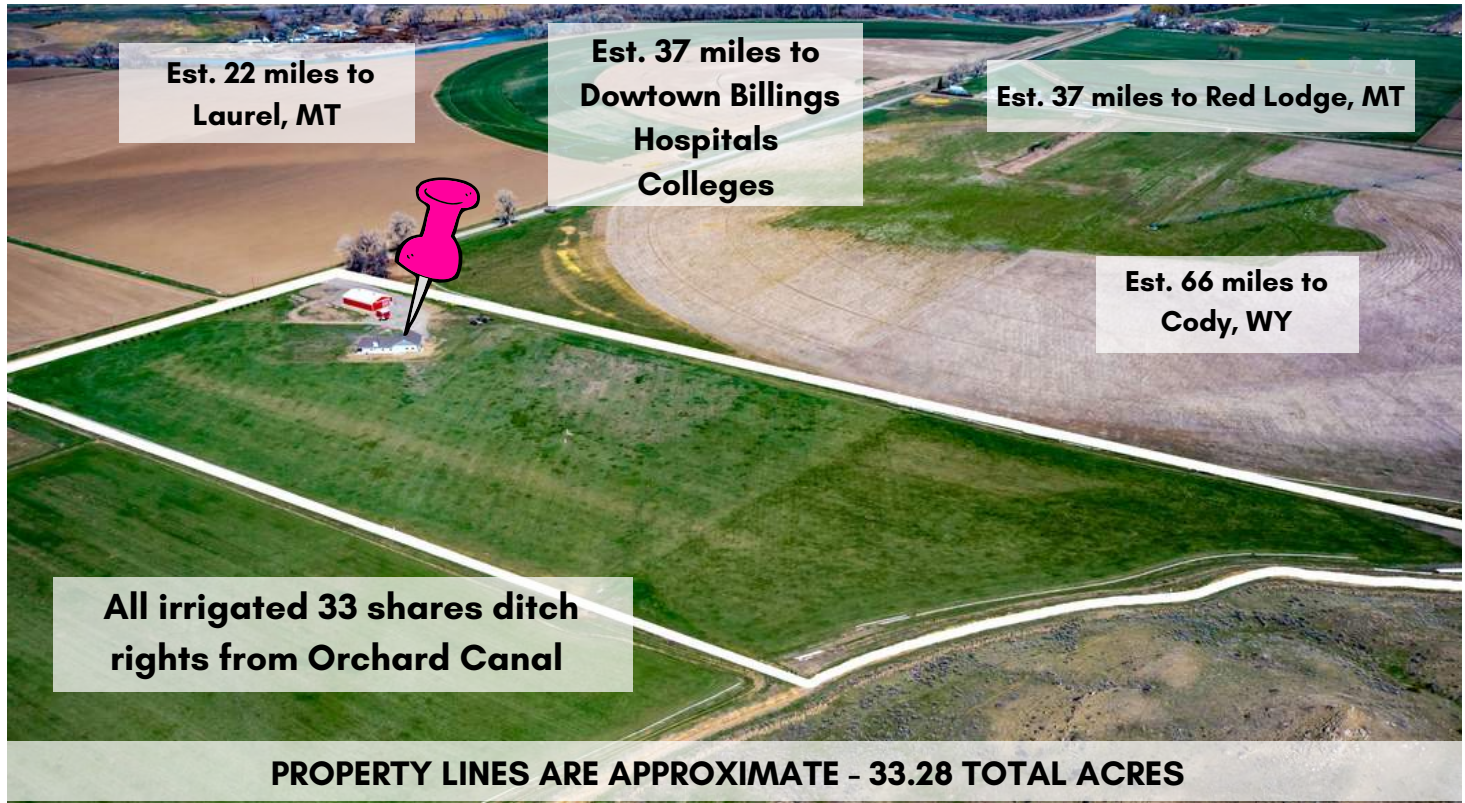 Est. 22 miles to
Laurel, MT
Est. 37 miles to
Dowtown Billings
Hospitals
Colleges
Est. 37 miles to Red Lodge, MT
Est. 66 miles to
Cody, WY
All irrigated 33 shares ditch
rights from Orchard Canal
PROPERTY LINES ARE APPROXIMATE - 33.28 TOTAL ACRES